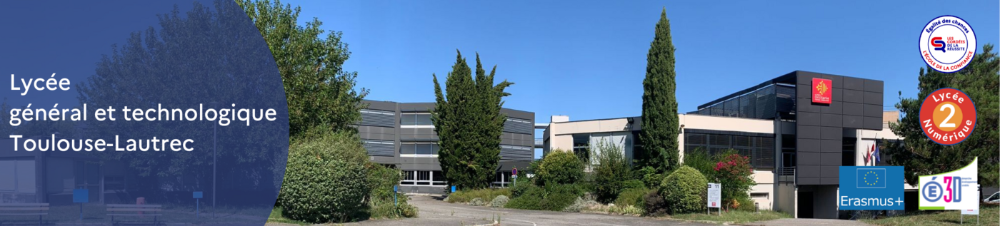 Lycée
général et technologique
Toulouse-Lautrec
Égalité des chances
LES
CORDÉES
DE LA
RÉUSSITE
L'ÉCOLE DE LA CONFIANCE
Lycée
2
Numérique
Erasmus+
É3D
11